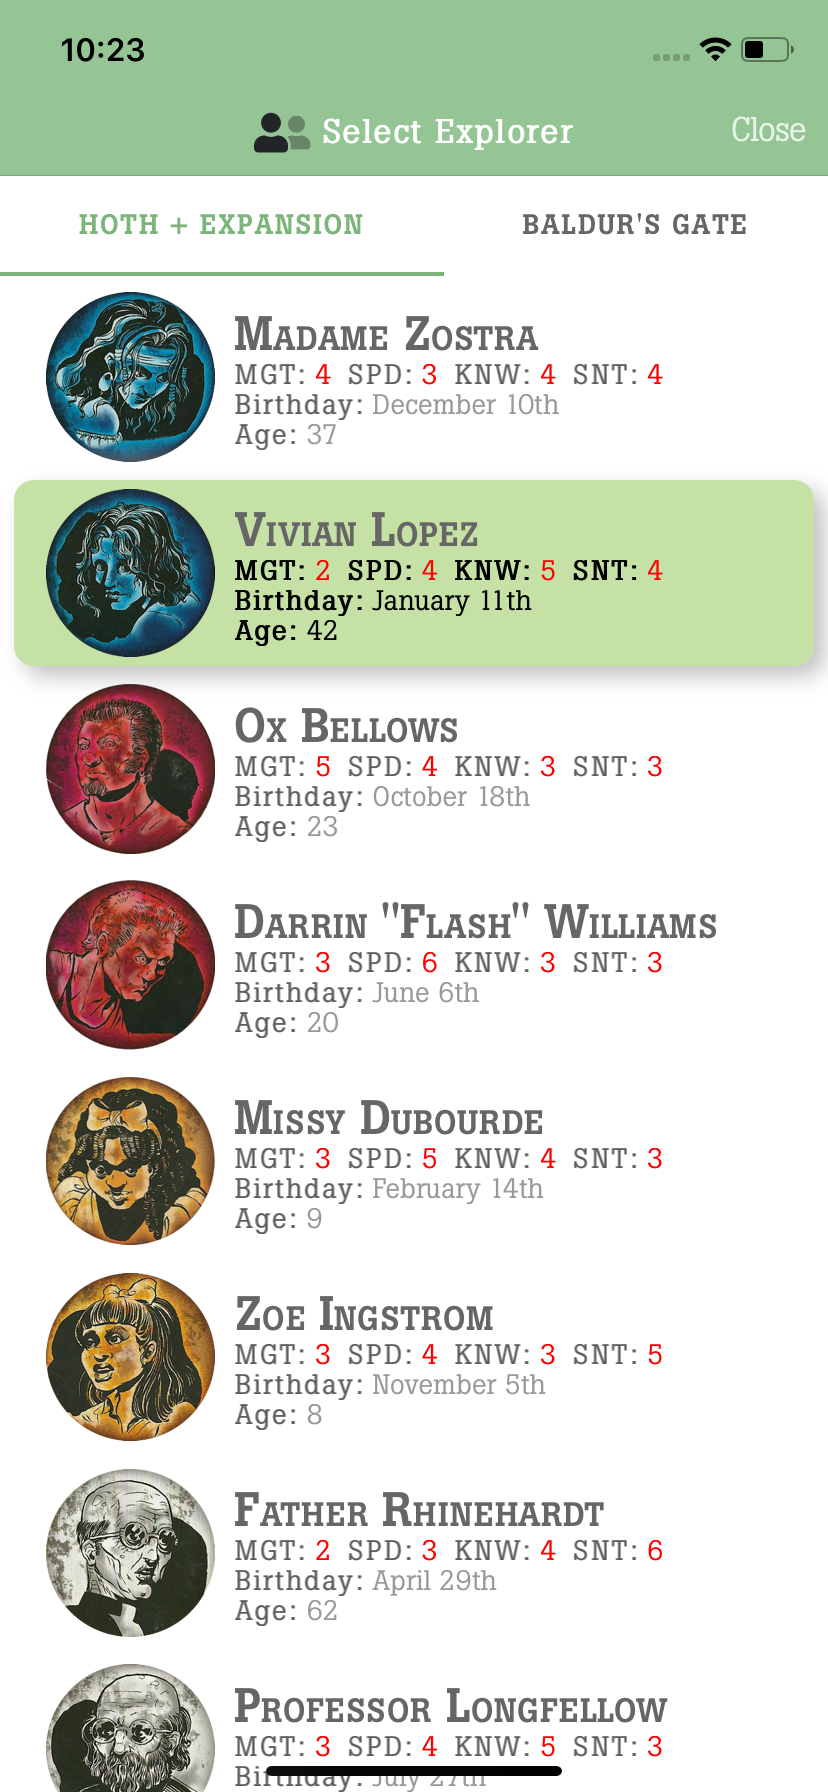 10:23
Select Explorer
Close
HOTH + EXPANSION
BALDUR'S GATE
MADAME ZOSTRA
MGT: 4 SPD: 3 KNW: 4 SNT: 4
Birthday: December 10th
Age: 37
VIVIAN LOPEZ
MGT: 2 SPD: 4 KNW: 5 SNT: 4
Birthday: January 11th
Age: 42
OX BELLOWS
MGT: 5 SPD: 4 KNW: 3 SNT: 3
Birthday: October 18th
Age: 23
DARRIN "FLASH" WILLIAMS
MGT: 3 SPD: 6 KNW: 3 SNT: 3
Birthday: June 6th
Age: 20
MISSY DUBOURDE
MGT: 3 SPD: 5 KNW: 4 SNT: 3
Birthday: February 14th
Age: 9
ZOE INGSTROM
MGT: 3 SPD: 4 KNW: 3 SNT: 5
Birthday: November 5th
Age: 8
FATHER RHINEHARDT
MGT: 2 SPD: 3 KNW: 4 SNT: 6
Birthday: April 29th
Age: 62
PROFESSOR LONGFELLOW
MGT: 3 SPD: 4 KNW: 5 SNT: 3
Birthday: July 27th